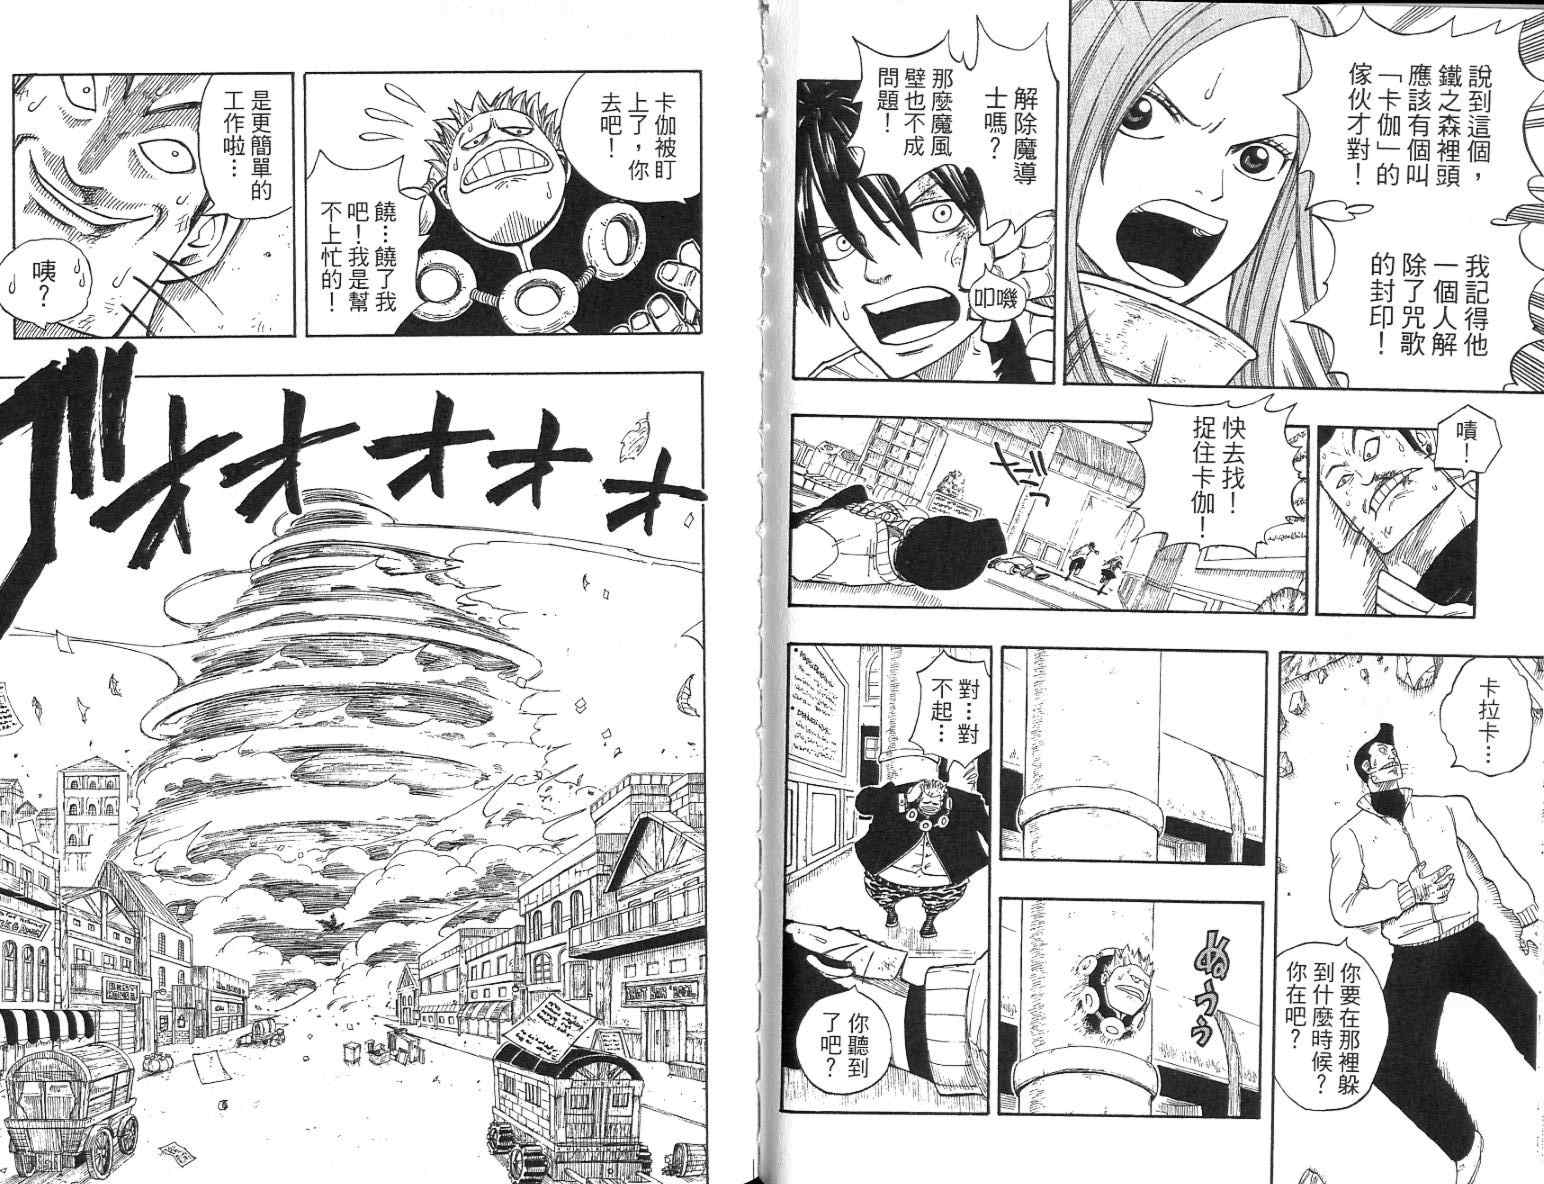 說到這個，
鐵之森裡頭
應該有個叫
「卡伽」的
傢伙才對！
我記得他
一個人解
除了咒歌
的封印！
解除魔導
士嗎？
那麼魔風
壁也不成
問題！
嘰
叩
嘖！
快去找！
捉住卡伽！
ダッ
卡拉卡…
你要在那裡躲
到什麼時候？
你在吧？
ぬうぅ
對…對
不起…
你聽到
了吧？
卡伽被盯
上了，你
去吧！
饒…饒了我
吧！我是幫
不上忙的！
是更簡單的
工作啦…
咦？
ゴオオオオオオ